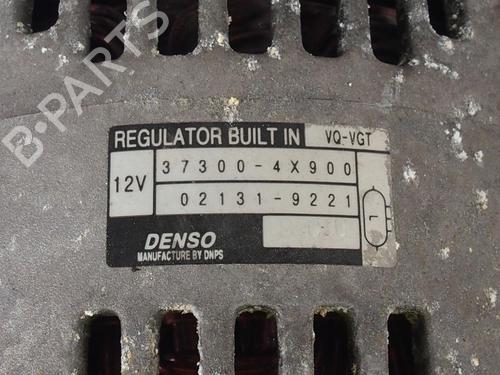 B-PARTS
REGULATOR BUILT IN VQ-VGT
12V 37300-4X900
02131-9221
DENSO
MANUFACTURE BY DNPS
L